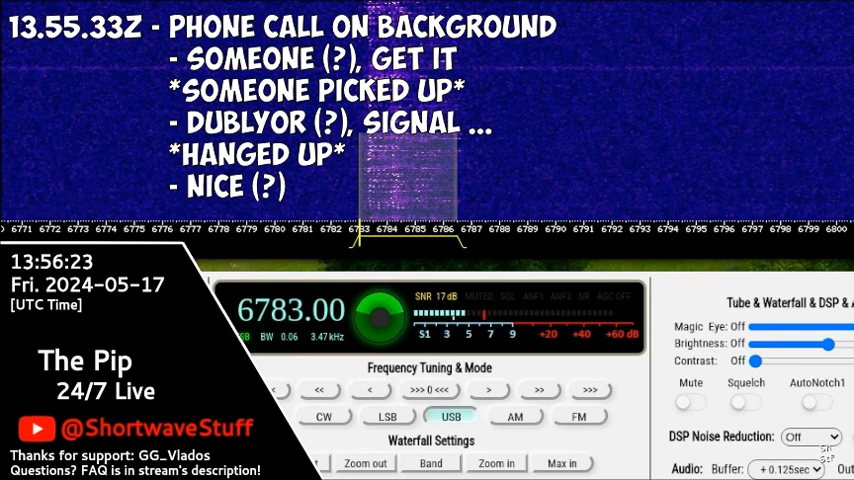 13.55.33Z - PHONE CALL ON BACKGROUND
- SOMEONE (?), GET IT
*SOMEONE PICKED UP*
- DUBLYOR (?), SIGNAL ...
*HANGED UP*
- NICE (?)
6771 6772 6773 6774 6775 6776 6777 6778 6779 6780 6781 6782 6783 6784 6785 6786 6787 6788 6789 6790 6791 6792 6793 6794 6795 6796 6797 6798 6799 6800
13:56:23
Fri. 2024-05-17
[UTC Time]
The Pip
24/7 Live
@ShortwaveStuff
Thanks for support: GG_Vlados
Questions? FAQ is in stream's description!
6783.00
SB BW 0.06 3.47 kHz
SNR 17 dB MUTED SQL ANF1 ANF2 NR AGC OFF
S1 3 5 7 9 +20 +40 +60 dB
Frequency Tuning & Mode
< << < >>> 0 <<< > >> >>>
CW LSB USB AM FM
Waterfall Settings
t Zoom out Band Zoom in Max in
Tube & Waterfall & DSP & A
Magic Eye: Off
Brightness: Off
Contrast: Off
Mute Squelch AutoNotch1
DSP Noise Reduction: Off
Audio: Buffer: + 0.125sec Out